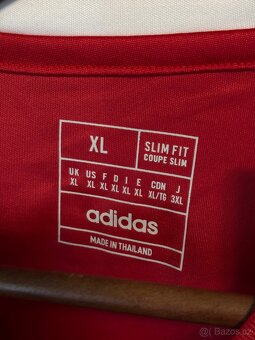 XL
SLIM FIT
COUPE SLIM
UK US F D I E CDN J
XL XL XL XL XL XL XL/TG 3XL
adidas
MADE IN THAILAND
Bazos.cz